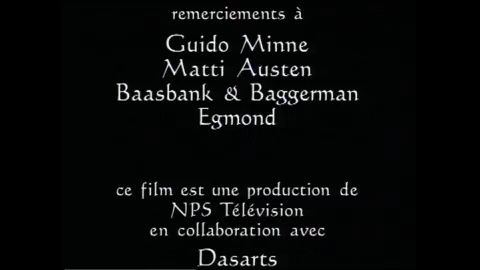 remerciements à
Guido Minne
Matti Austen
Baasbank & Baggerman
Egmond
ce film est une production de
NPS Télévision
en collaboration avec
Dasarts